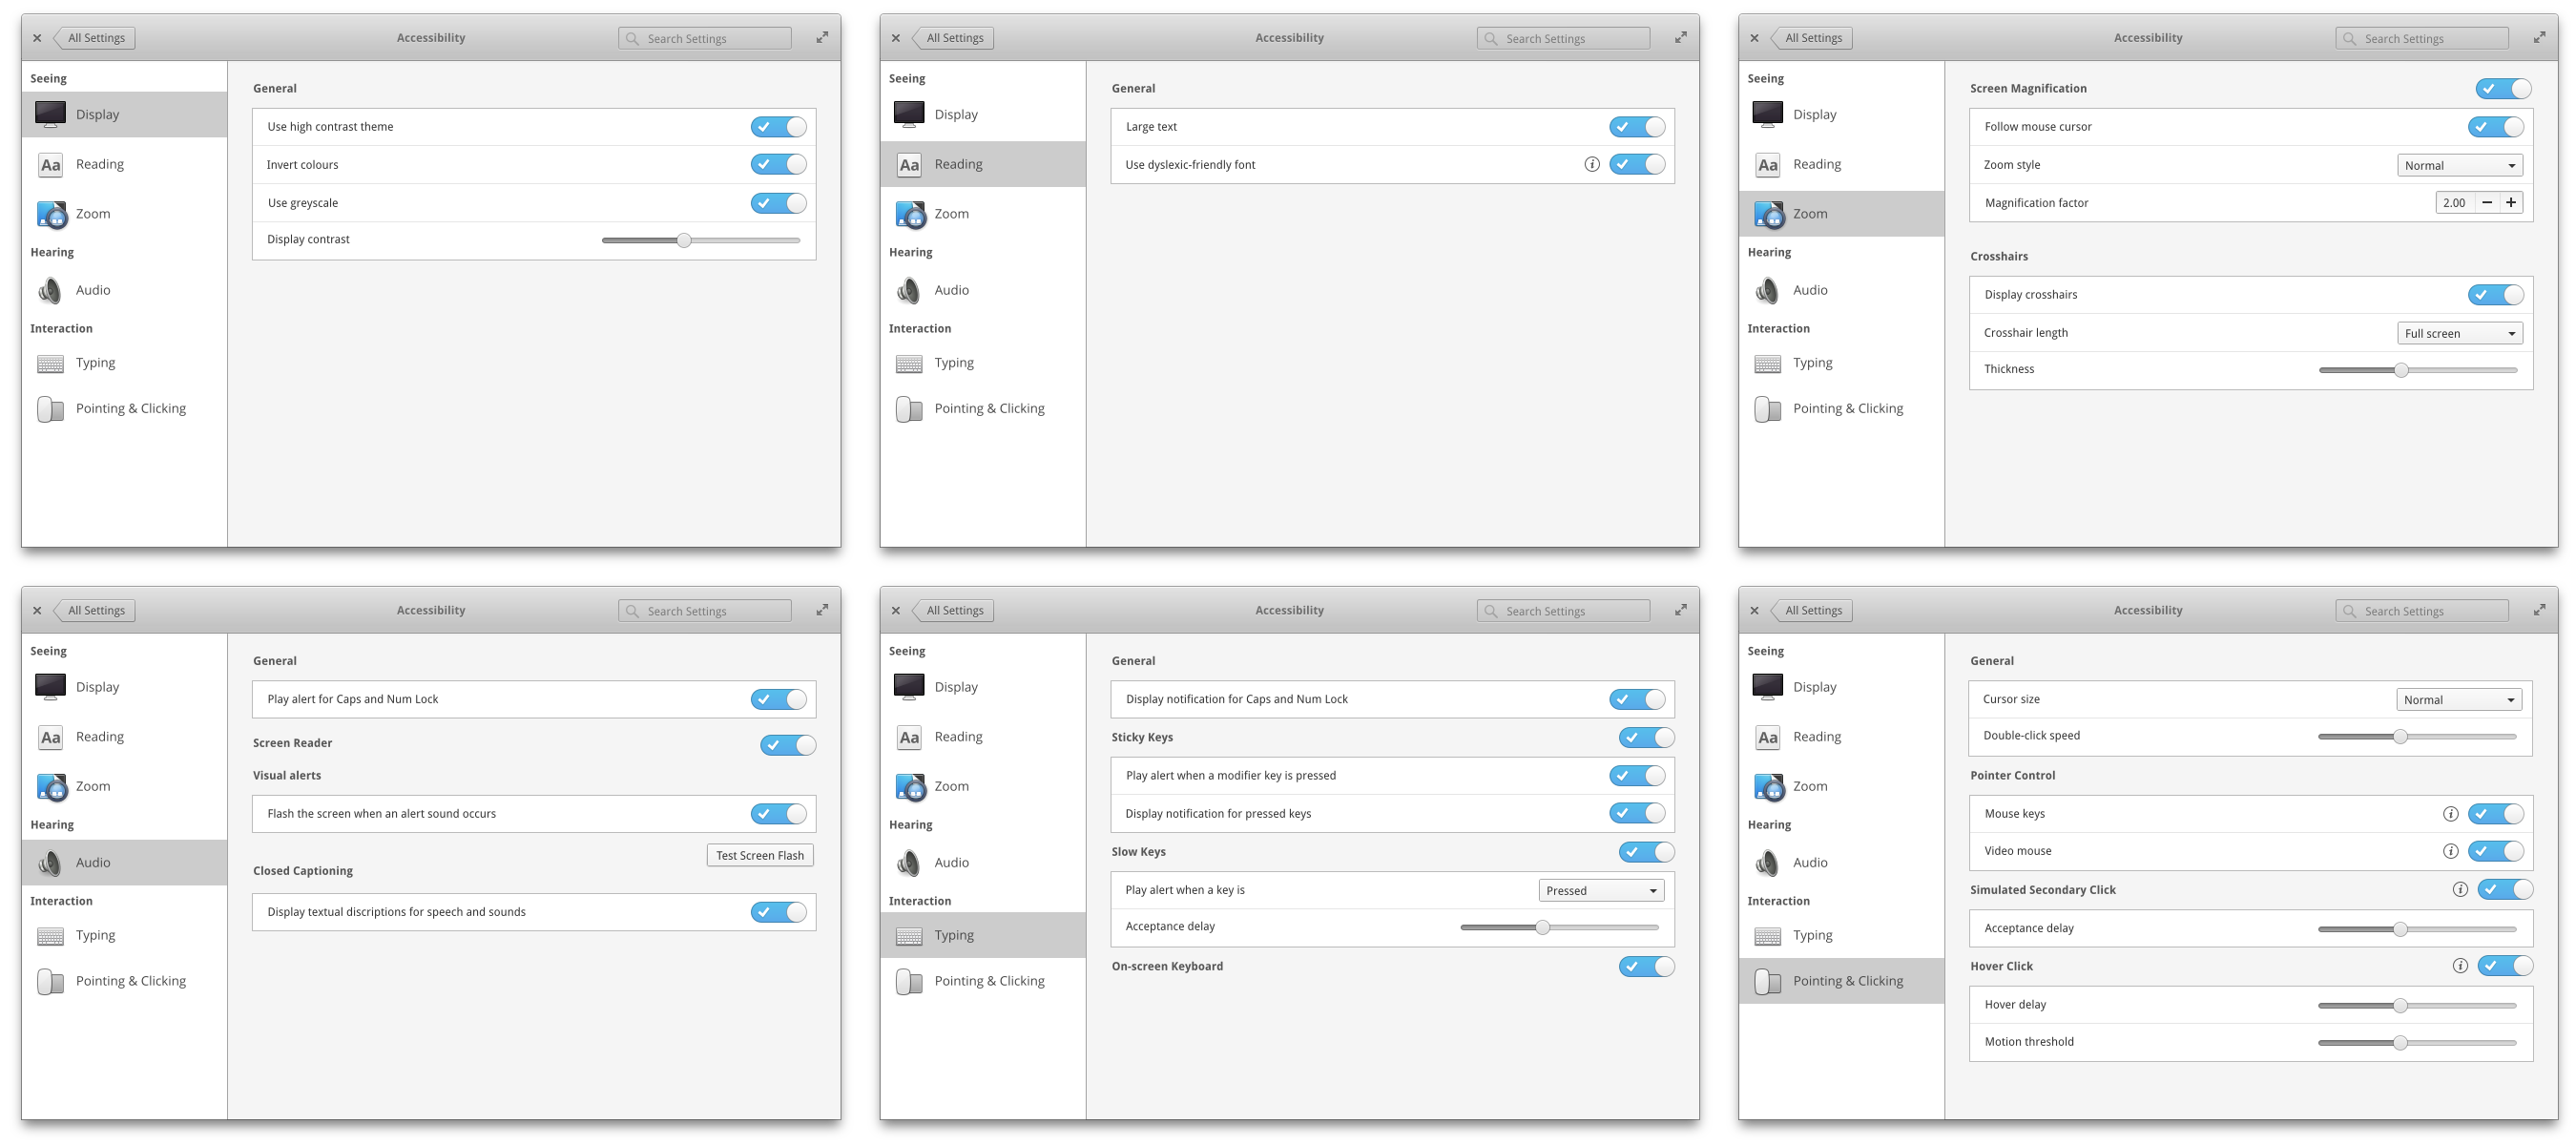 All Settings
Accessibility
Search Settings
Seeing
Display
Aa Reading
Zoom
Hearing
Audio
Interaction
Typing
Pointing & Clicking
General
Use high contrast theme
Invert colours
Use greyscale
Display contrast
All Settings
Accessibility
Search Settings
Seeing
Display
Aa Reading
Zoom
Hearing
Audio
Interaction
Typing
Pointing & Clicking
General
Large text
Use dyslexic-friendly font
All Settings
Accessibility
Search Settings
Seeing
Display
Aa Reading
Zoom
Hearing
Audio
Interaction
Typing
Pointing & Clicking
Screen Magnification
Follow mouse cursor
Zoom style Normal
Magnification factor 2.00 − +
Crosshairs
Display crosshairs
Crosshair length Full screen
Thickness
All Settings
Accessibility
Search Settings
Seeing
Display
Aa Reading
Zoom
Hearing
Audio
Interaction
Typing
Pointing & Clicking
General
Play alert for Caps and Num Lock
Screen Reader
Visual alerts
Flash the screen when an alert sound occurs
Test Screen Flash
Closed Captioning
Display textual discriptions for speech and sounds
All Settings
Accessibility
Search Settings
Seeing
Display
Aa Reading
Zoom
Hearing
Audio
Interaction
Typing
Pointing & Clicking
General
Display notification for Caps and Num Lock
Sticky Keys
Play alert when a modifier key is pressed
Display notification for pressed keys
Slow Keys
Play alert when a key is Pressed
Acceptance delay
On-screen Keyboard
All Settings
Accessibility
Search Settings
Seeing
Display
Aa Reading
Zoom
Hearing
Audio
Interaction
Typing
Pointing & Clicking
General
Cursor size Normal
Double-click speed
Pointer Control
Mouse keys
Video mouse
Simulated Secondary Click
Acceptance delay
Hover Click
Hover delay
Motion threshold